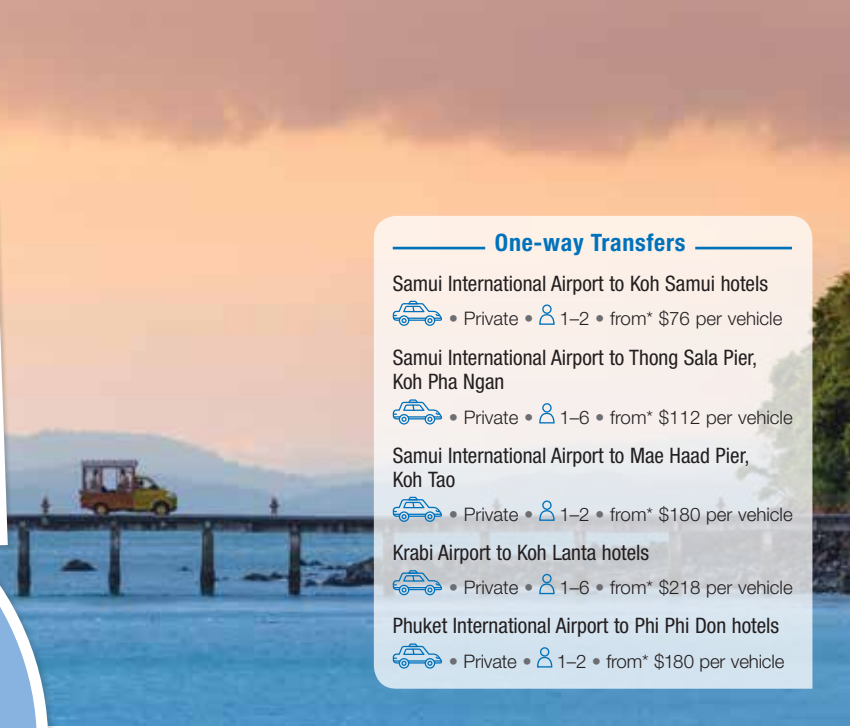 One-way Transfers
Samui International Airport to Koh Samui hotels
• Private • 1–2 • from* $76 per vehicle
Samui International Airport to Thong Sala Pier,
Koh Pha Ngan
• Private • 1–6 • from* $112 per vehicle
Samui International Airport to Mae Haad Pier,
Koh Tao
• Private • 1–2 • from* $180 per vehicle
Krabi Airport to Koh Lanta hotels
• Private • 1–6 • from* $218 per vehicle
Phuket International Airport to Phi Phi Don hotels
• Private • 1–2 • from* $180 per vehicle